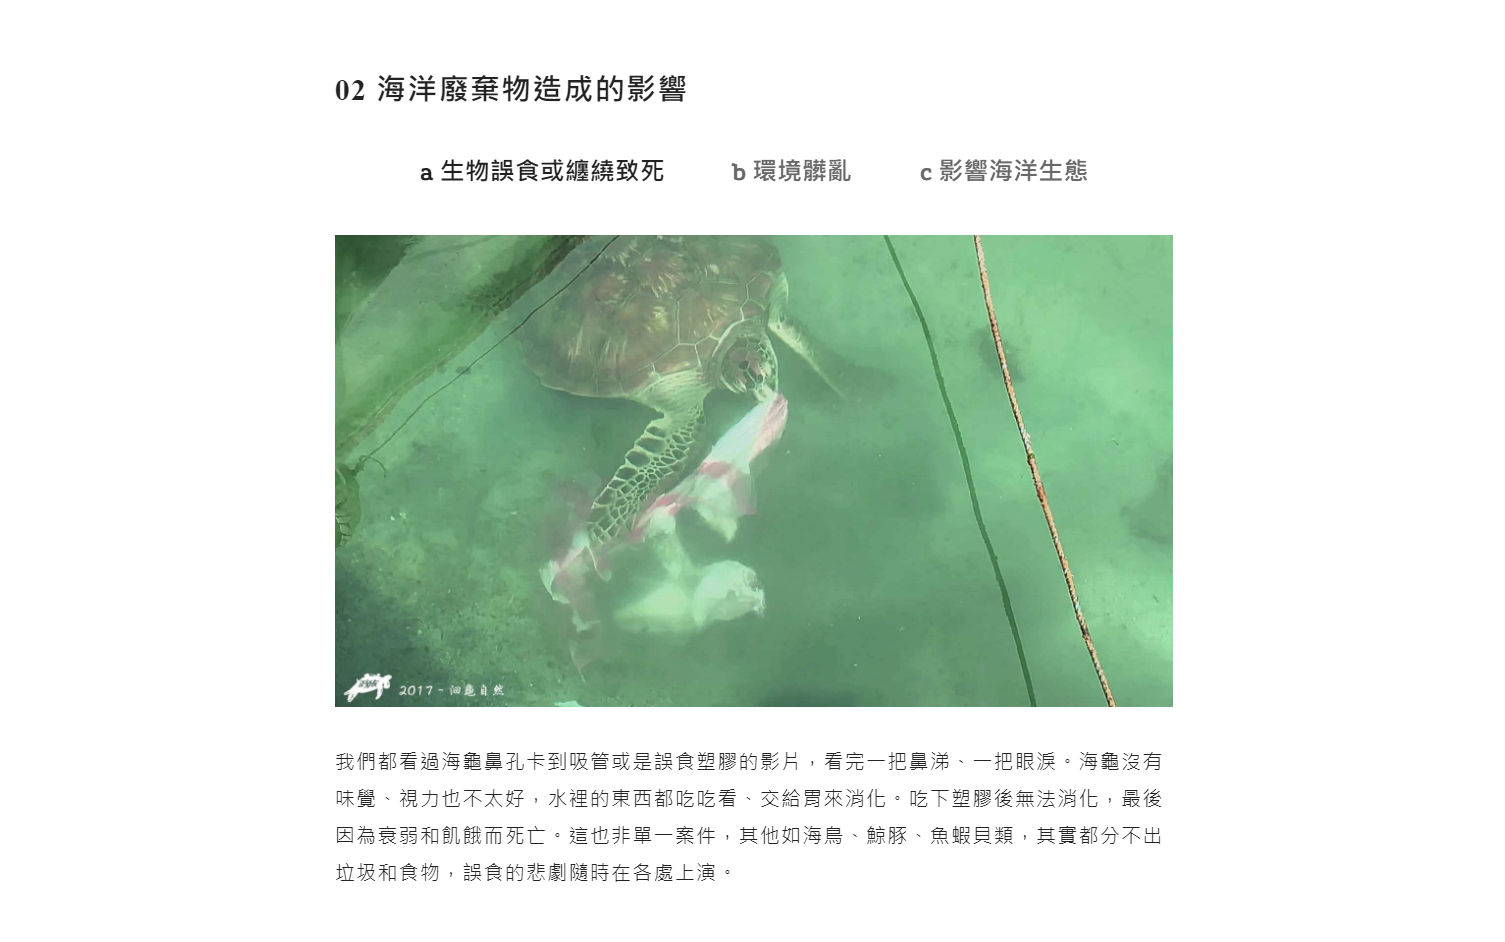 02 海洋廢棄物造成的影響
a 生物誤食或纏繞致死
b 環境髒亂
c 影響海洋生態
2017 - 洄龜自然
我們都看過海龜鼻孔卡到吸管或是誤食塑膠的影片，看完一把鼻涕、一把眼淚。海龜沒有
味覺、視力也不太好，水裡的東西都吃吃看、交給胃來消化。吃下塑膠後無法消化，最後
因為衰弱和飢餓而死亡。這也非單一案件，其他如海鳥、鯨豚、魚蝦貝類，其實都分不出
垃圾和食物，誤食的悲劇隨時在各處上演。